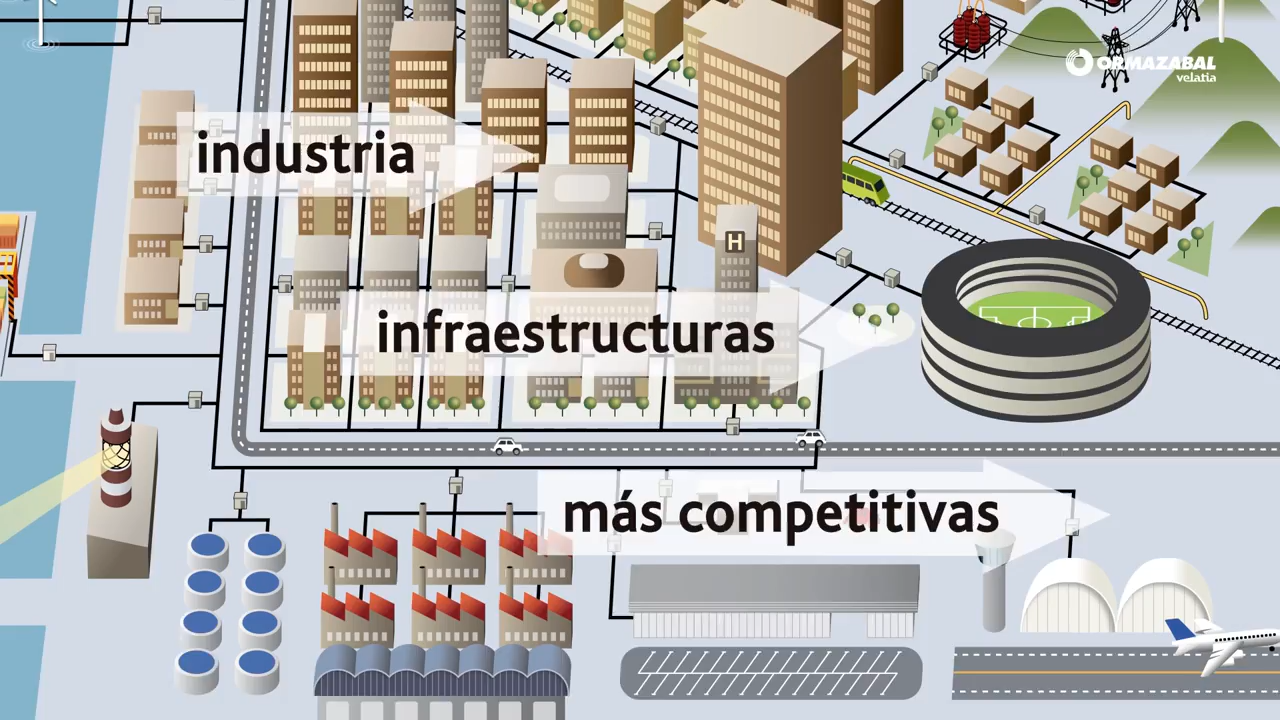 ORMAZABAL
velatia
industria
H
infraestructuras
más competitivas